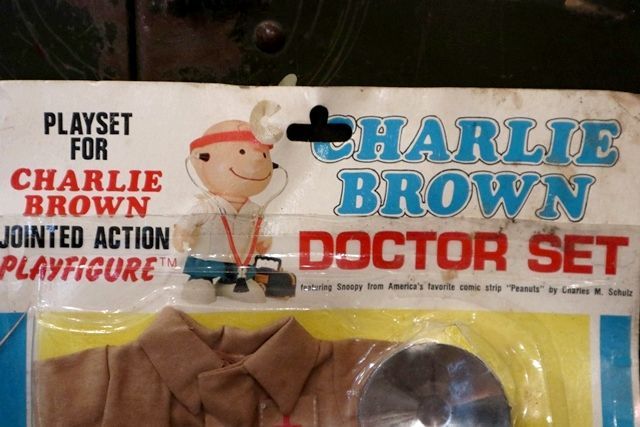 PLAYSET
FOR
CHARLIE
BROWN
JOINTED ACTION
PLAYFIGURE™
CHARLIE
BROWN
DOCTOR SET
featuring Snoopy from America's favorite comic strip "Peanuts" by Charles M. Schulz